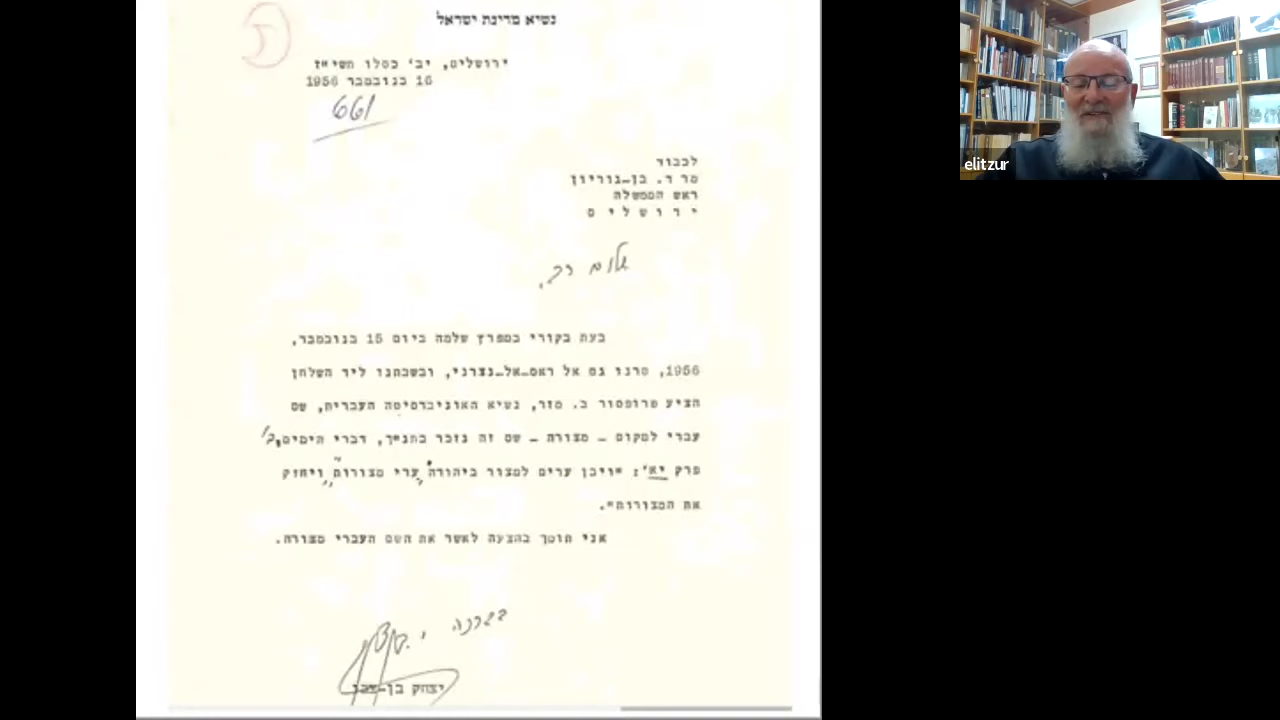 נשיא מדינת ישראל
ירושלים, יב' כסלו תשי"ז
16 בנובמבר 1956
661
לכבוד
מר ד. בן-גוריון
ראש הממשלה
י ר ו ש ל י ם
שלום רב,
בעת בקורי במפרץ שלמה ביום 15 בנובמבר,
1956, סרנו גם אל ראס-אל-נצרני, ובשבתנו ליד השלחן
הציע פרופסור ב. מזר, נשיא האוניברסיטה העברית, שם
עברי למקום - מצורה - שם זה נזכר בתנ"ך, דברי הימים,ב'
פרק יא': "ויבן ערים למצור ביהודה, ערי מצורות, ויחזק
את המצורות".
אני תומך בהצעה לאשר את השם העברי מצורה.
בברכה
יצחק בן-צבי
elitzur